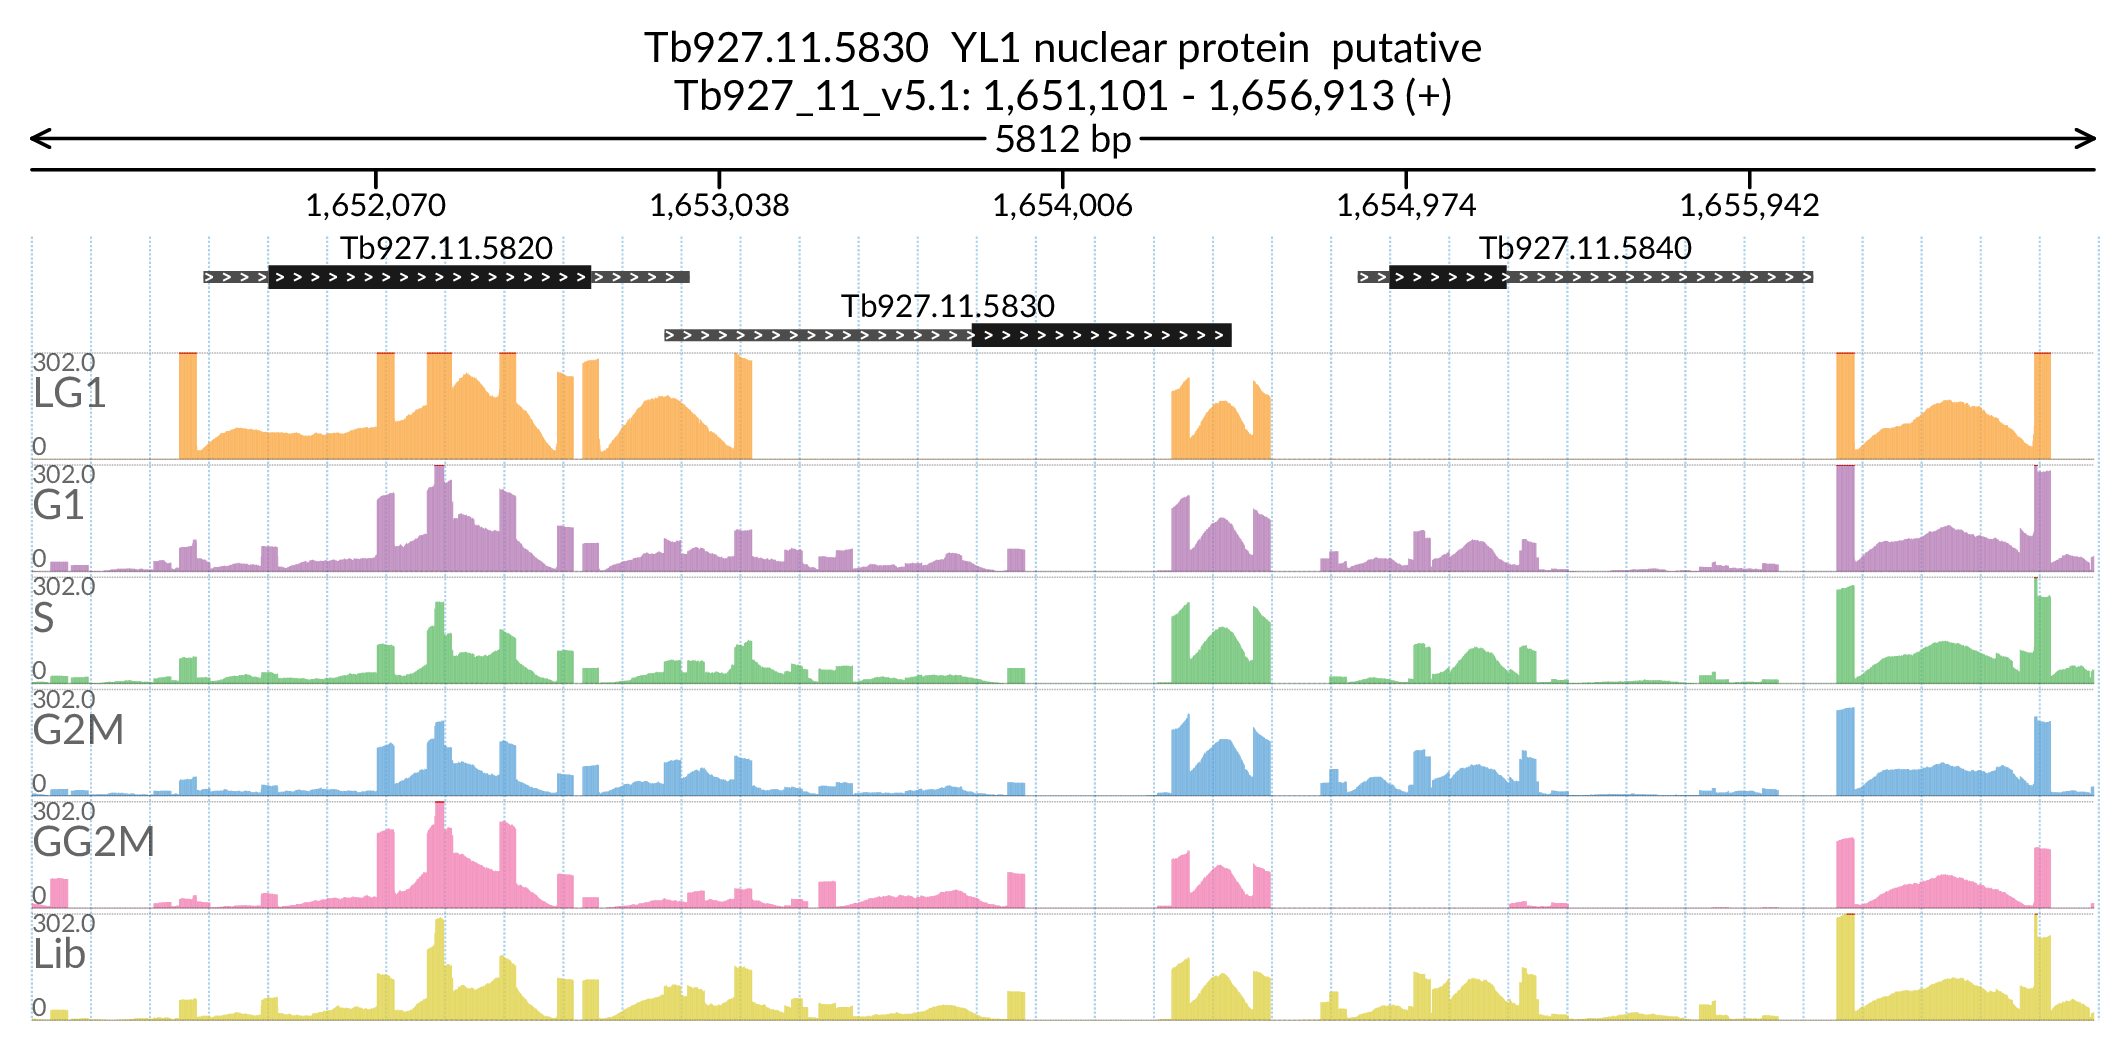 Tb927.11.5830 YL1 nuclear protein putative
Tb927_11_v5.1: 1,651,101 - 1,656,913 (+)
5812 bp
1,652,070 1,653,038 1,654,006 1,654,974 1,655,942
Tb927.11.5820 Tb927.11.5840
Tb927.11.5830
302.0
LG1
0
302.0
G1
0
302.0
S
0
302.0
G2M
0
302.0
GG2M
0
302.0
Lib
0